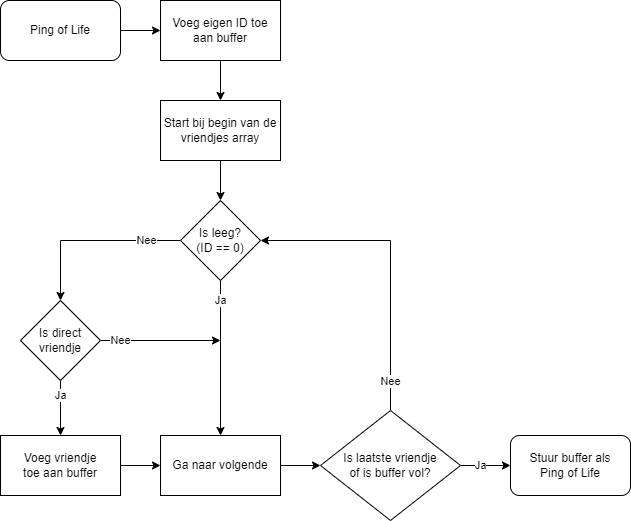 Ping of Life
Voeg eigen ID toe
aan buffer
Start bij begin van de
vriendjes array
Is leeg?
(ID == 0)
Nee
Ja
Is direct
vriendje
Nee
Ja
Nee
Voeg vriendje
toe aan buffer
Ga naar volgende
Is laatste vriendje
of is buffer vol?
Ja
Stuur buffer als
Ping of Life